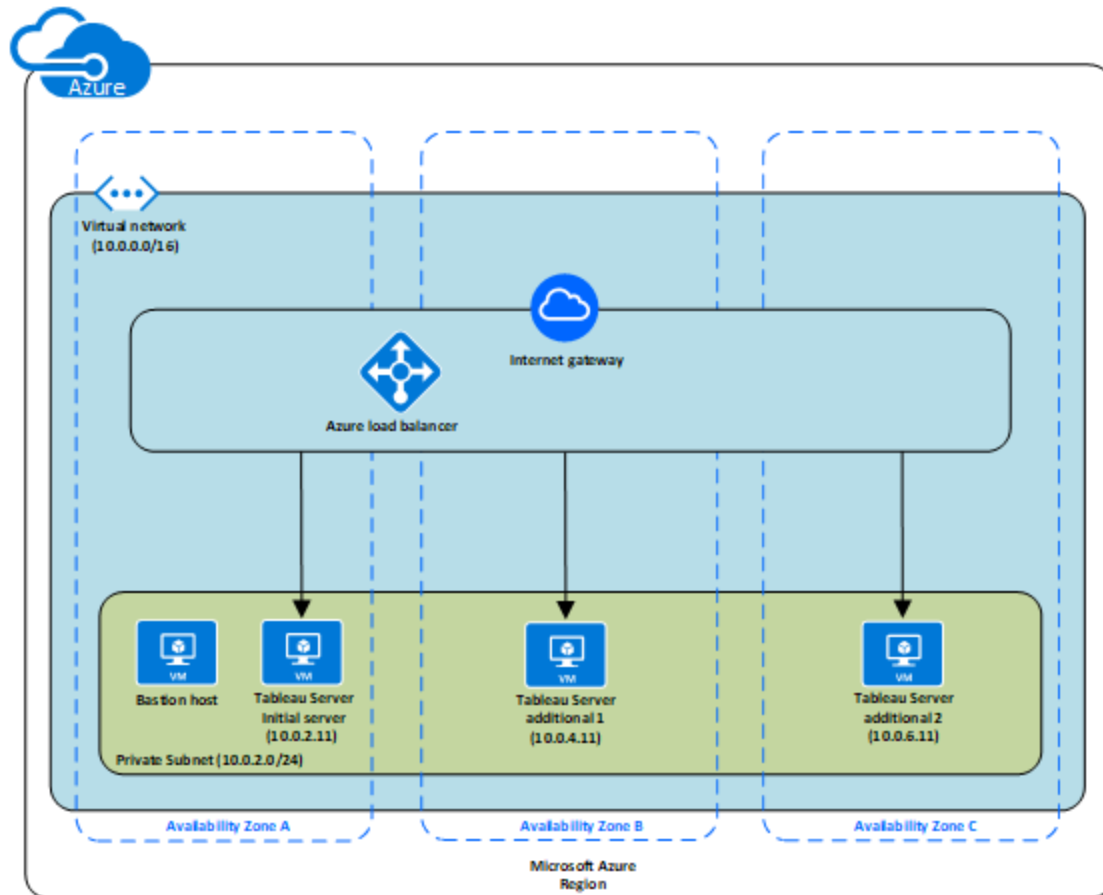 Azure
Virtual network
(10.0.0.0/16)
Internet gateway
Azure load balancer
VM
Bastion host
VM
Tableau Server
Initial server
(10.0.2.11)
VM
Tableau Server
additional 1
(10.0.4.11)
VM
Tableau Server
additional 2
(10.0.6.11)
Private Subnet (10.0.2.0/24)
Availability Zone A
Availability Zone B
Availability Zone C
Microsoft Azure
Region